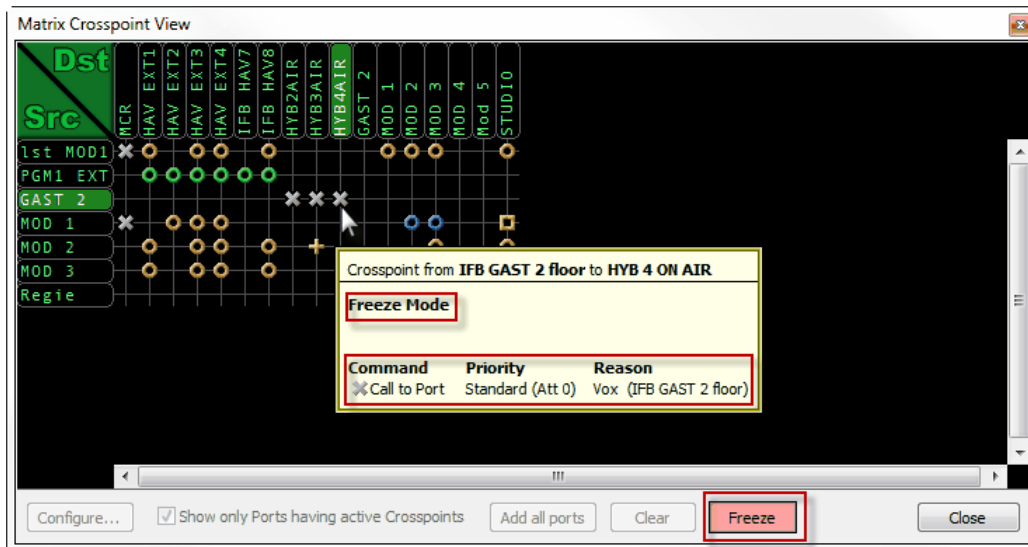 Matrix Crosspoint View
Dst
Src
MCR
HAV EXT1
HAV EXT2
HAV EXT3
HAV EXT4
IFB HAV7
IFB HAV8
HYB2AIR
HYB3AIR
HYB4AIR
GAST 2
MOD 1
MOD 2
MOD 3
MOD 4
Mod 5
STUDIO
lst MOD1
PGM1 EXT
GAST 2
MOD 1
MOD 2
MOD 3
Regie
Crosspoint from IFB GAST 2 floor to HYB 4 ON AIR
Freeze Mode
Command Priority Reason
Call to Port Standard (Att 0) Vox (IFB GAST 2 floor)
Configure... Show only Ports having active Crosspoints Add all ports Clear Freeze Close